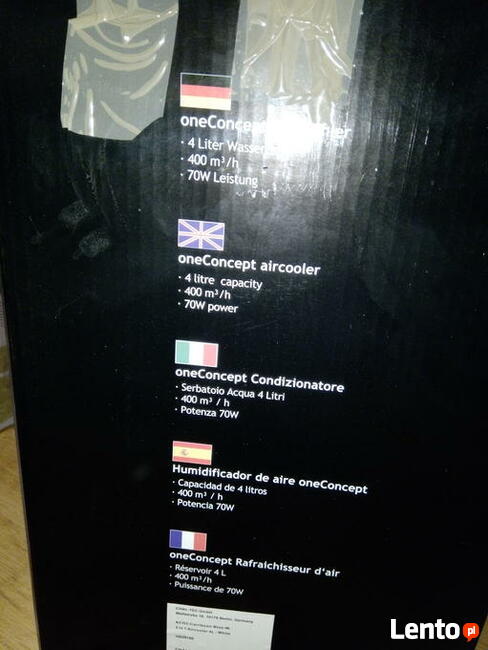 oneConcept
· 4 Liter
· 400 m³/h
· 70W Leistung
oneConcept aircooler
· 4 litre capacity
· 400 m³/h
· 70W power
oneConcept Condizionatore
· Serbatoio Acqua 4 Litri
· 400 m³ / h
· Potenza 70W
Humidificador de aire oneConcept
· Capacidad de 4 litros
· 400 m³ / h
· Potencia 70W
oneConcept Rafraichisseur d'air
· Réservoir 4 L
· 400 m³/h
· Puissance de 70W
Lento.pl